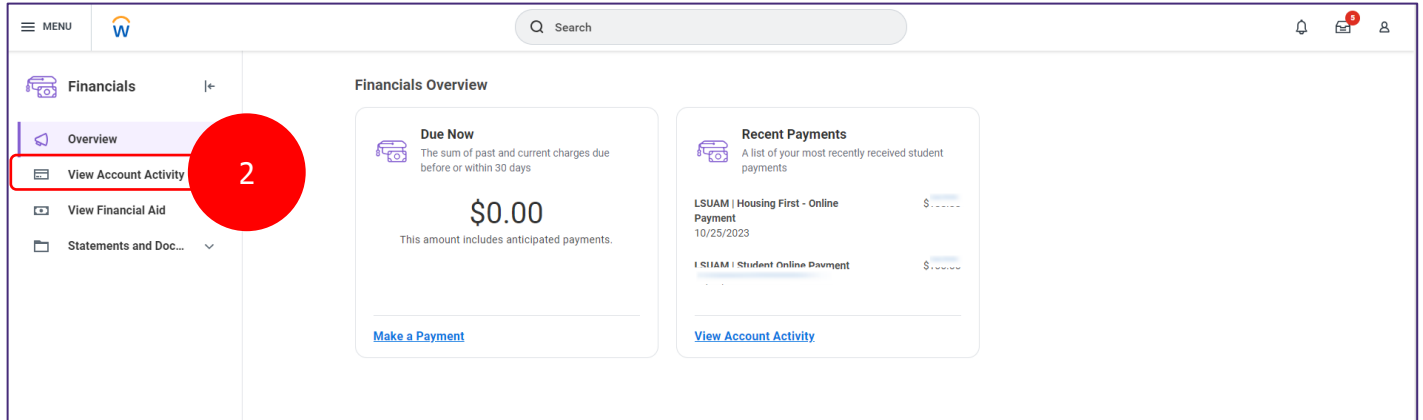 MENU
W
Search
5
Financials
Overview
View Account Activity
View Financial Aid
Statements and Doc...
2
Financials Overview
Due Now
The sum of past and current charges due
before or within 30 days
$0.00
This amount includes anticipated payments.
Make a Payment
Recent Payments
A list of your most recently received student
payments
LSUAM | Housing First - Online
Payment
$
10/25/2023
LSUAM | Student Online Payment
$
View Account Activity